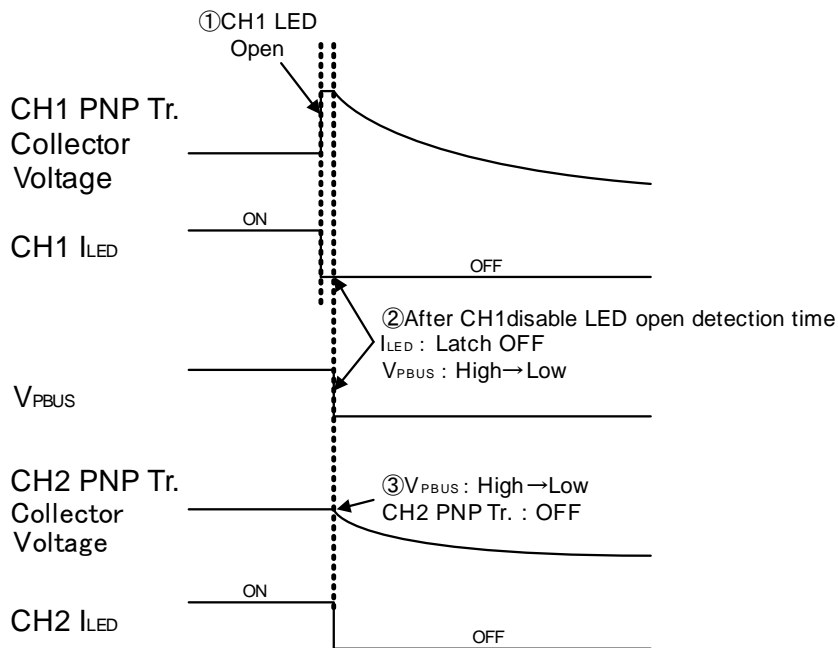 ①CH1 LED
Open
CH1 PNP Tr.
Collector
Voltage
ON
CH1 ILED
OFF
②After CH1disable LED open detection time
ILED : Latch OFF
VPBUS : High→Low
VPBUS
CH2 PNP Tr.
Collector
Voltage
③VPBUS : High→Low
CH2 PNP Tr. : OFF
ON
CH2 ILED
OFF